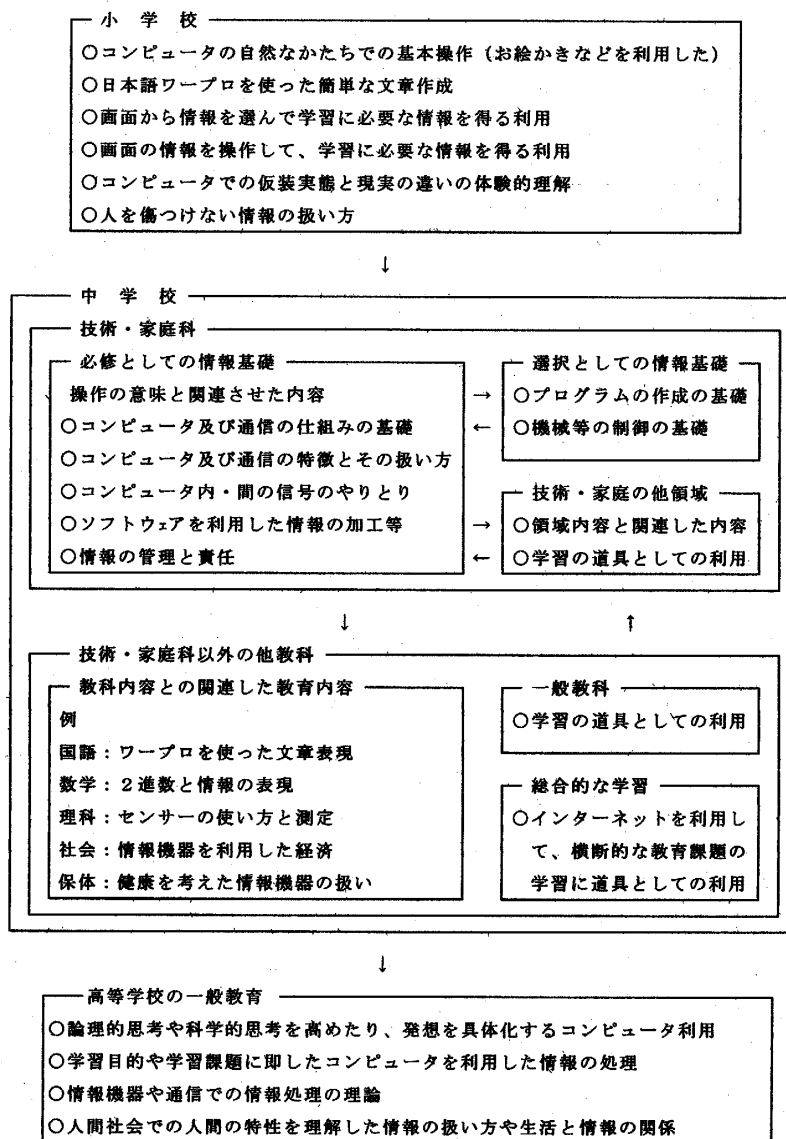 小 学 校
○コンピュータの自然なかたちでの基本操作(お絵かきなどを利用した)
○日本語ワープロを使った簡単な文章作成
○画面から情報を選んで学習に必要な情報を得る利用
○画面の情報を操作して、学習に必要な情報を得る利用
○コンピュータでの仮装実態と現実の違いの体験的理解
○人を傷つけない情報の扱い方
↓
中 学 校
技術・家庭科
必修としての情報基礎
操作の意味と関連させた内容
○コンピュータ及び通信の仕組みの基礎
○コンピュータ及び通信の特徴とその扱い方
○コンピュータ内・間の信号のやりとり
○ソフトウェアを利用した情報の加工等
○情報の管理と責任
→
←
選択としての情報基礎
○プログラムの作成の基礎
○機械等の制御の基礎
→
←
技術・家庭の他領域
○領域内容と関連した内容
○学習の道具としての利用
↓ ↑
技術・家庭科以外の他教科
教科内容との関連した教育内容
例
国語:ワープロを使った文章表現
数学:2進数と情報の表現
理科:センサーの使い方と測定
社会:情報機器を利用した経済
保体:健康を考えた情報機器の扱い
一般教科
○学習の道具としての利用
総合的な学習
○インターネットを利用し
て、横断的な教育課題の
学習に道具としての利用
↓
高等学校の一般教育
○論理的思考や科学的思考を高めたり、発想を具体化するコンピュータ利用
○学習目的や学習課題に即したコンピュータを利用した情報の処理
○情報機器や通信での情報処理の理論
○人間社会での人間の特性を理解した情報の扱い方や生活と情報の関係